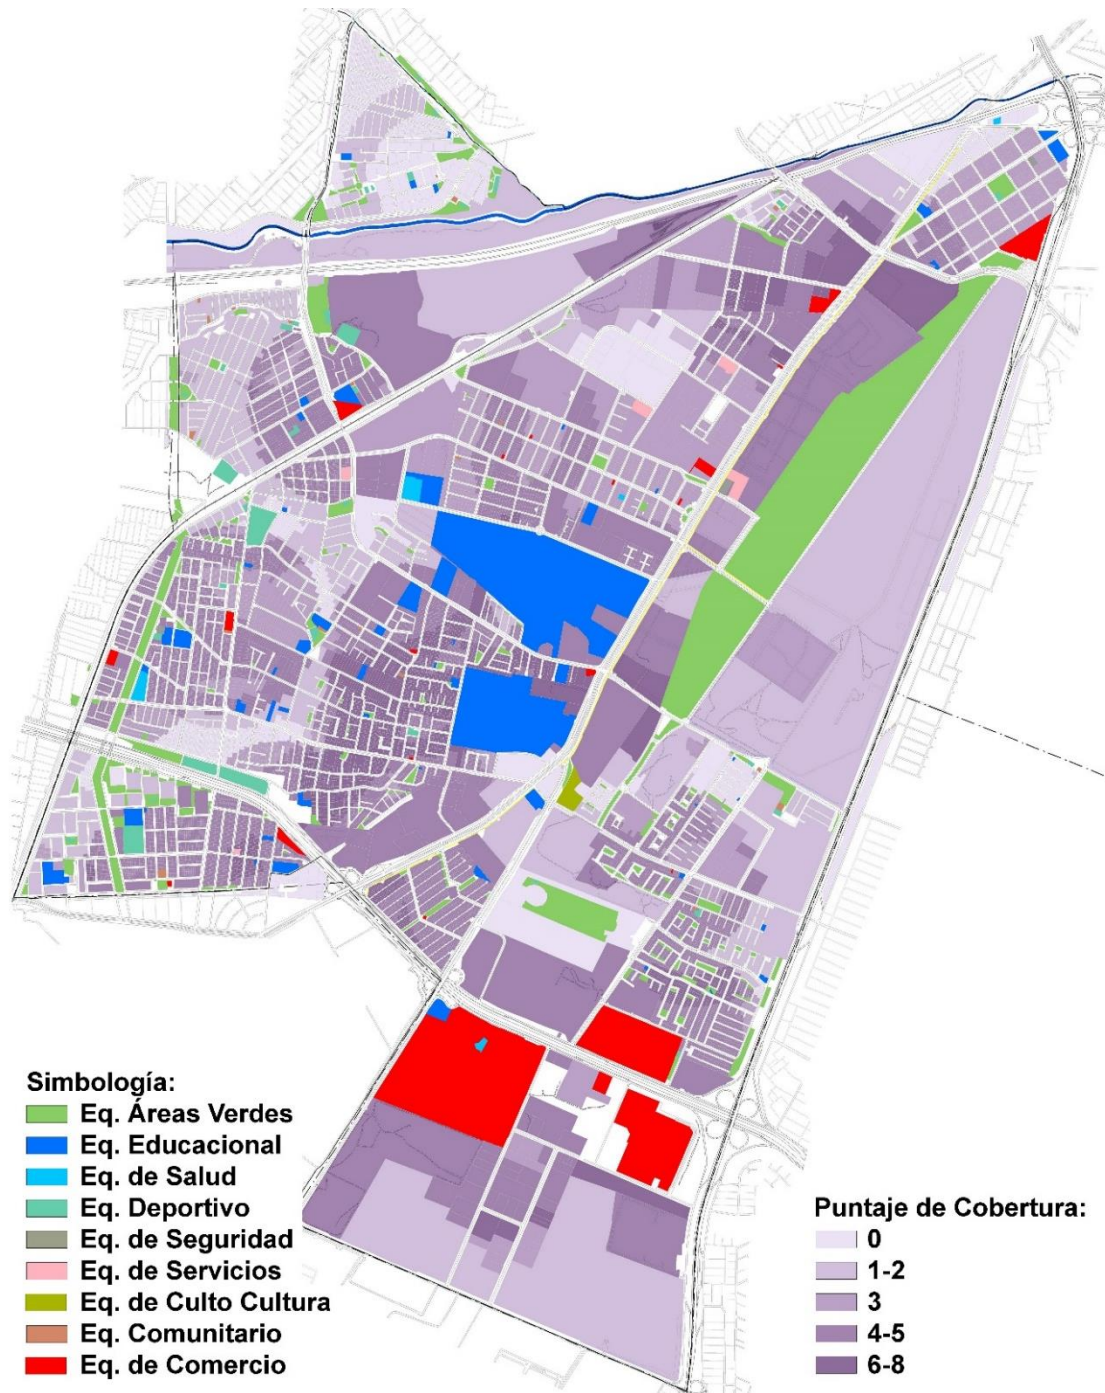 Simbología:
Eq. Áreas Verdes
Eq. Educacional
Eq. de Salud
Eq. Deportivo
Eq. de Seguridad
Eq. de Servicios
Eq. de Culto Cultura
Eq. Comunitario
Eq. de Comercio
Puntaje de Cobertura:
0
1-2
3
4-5
6-8